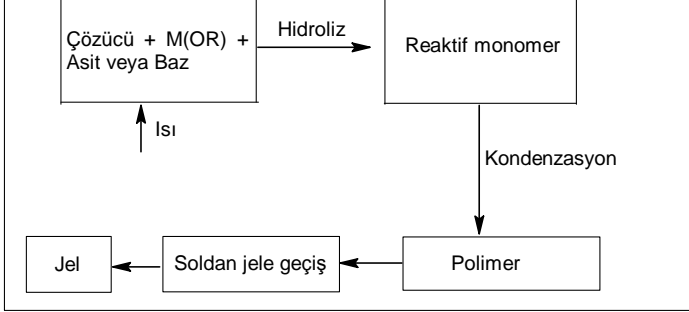 Çözücü + M(OR) +
Asit veya Baz
Hidroliz
Reaktif monomer
Isı
Kondenzasyon
Jel
Soldan jele geçiş
Polimer